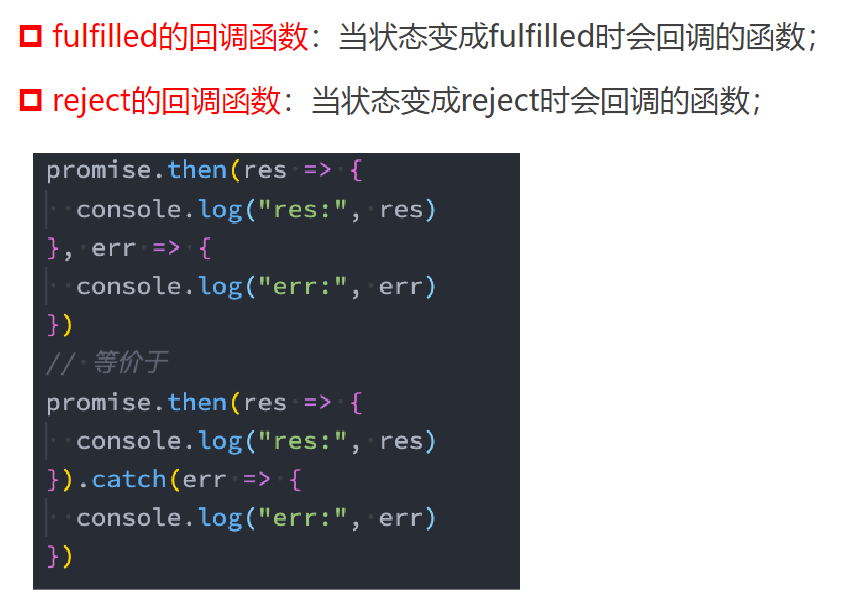 fulfilled的回调函数：当状态变成fulfilled时会回调的函数；
reject的回调函数：当状态变成reject时会回调的函数；
promise.then(res => {
  console.log("res:", res)
}, err => {
  console.log("err:", err)
})
// 等价于
promise.then(res => {
  console.log("res:", res)
}).catch(err => {
  console.log("err:", err)
})